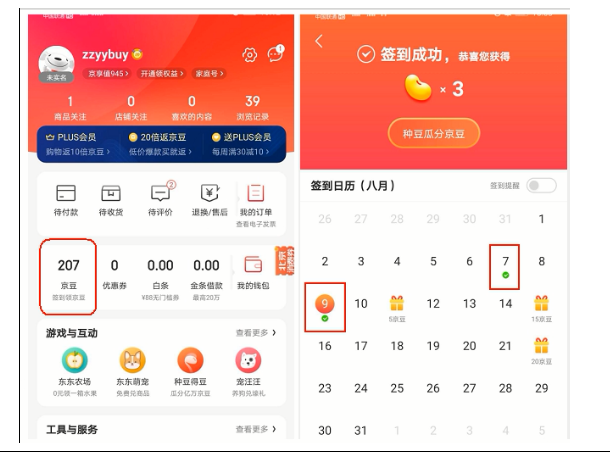 中国联通
zzyybuy
未实名
京享值945 >
开通领权益 >
家庭号 >
1
0
0
39
商品关注
店铺关注
喜欢的内容
浏览记录
PLUS会员
20倍返京豆
送PLUS会员
购物返10倍京豆 >
低价爆款买就返 >
每周满30减10 >
2
待付款
待收货
待评价
退换/售后
我的订单
查看电子发票
207
0
0.00
0.00
京豆
优惠券
白条
金条借款
我的钱包
签到领京豆
¥88无门槛券
最高20万
游戏与互动
查看更多 >
东东农场
东东萌宠
种豆得豆
宠汪汪
0元领一箱水果
免费兑商品
瓜分亿万京豆
养狗兑豪礼
工具与服务
查看更多 >
签到成功，恭喜您获得
× 3
种豆瓜分京豆
签到日历（八月）
签到提醒
26 27 28 29 30 31 1
2 3 4 5 6 7 8
9 10 12 13 14
5京豆
15京豆
16 17 18 19 20 21
20京豆
23 24 25 26 27 28 29
30 31 1 2 3 4 5